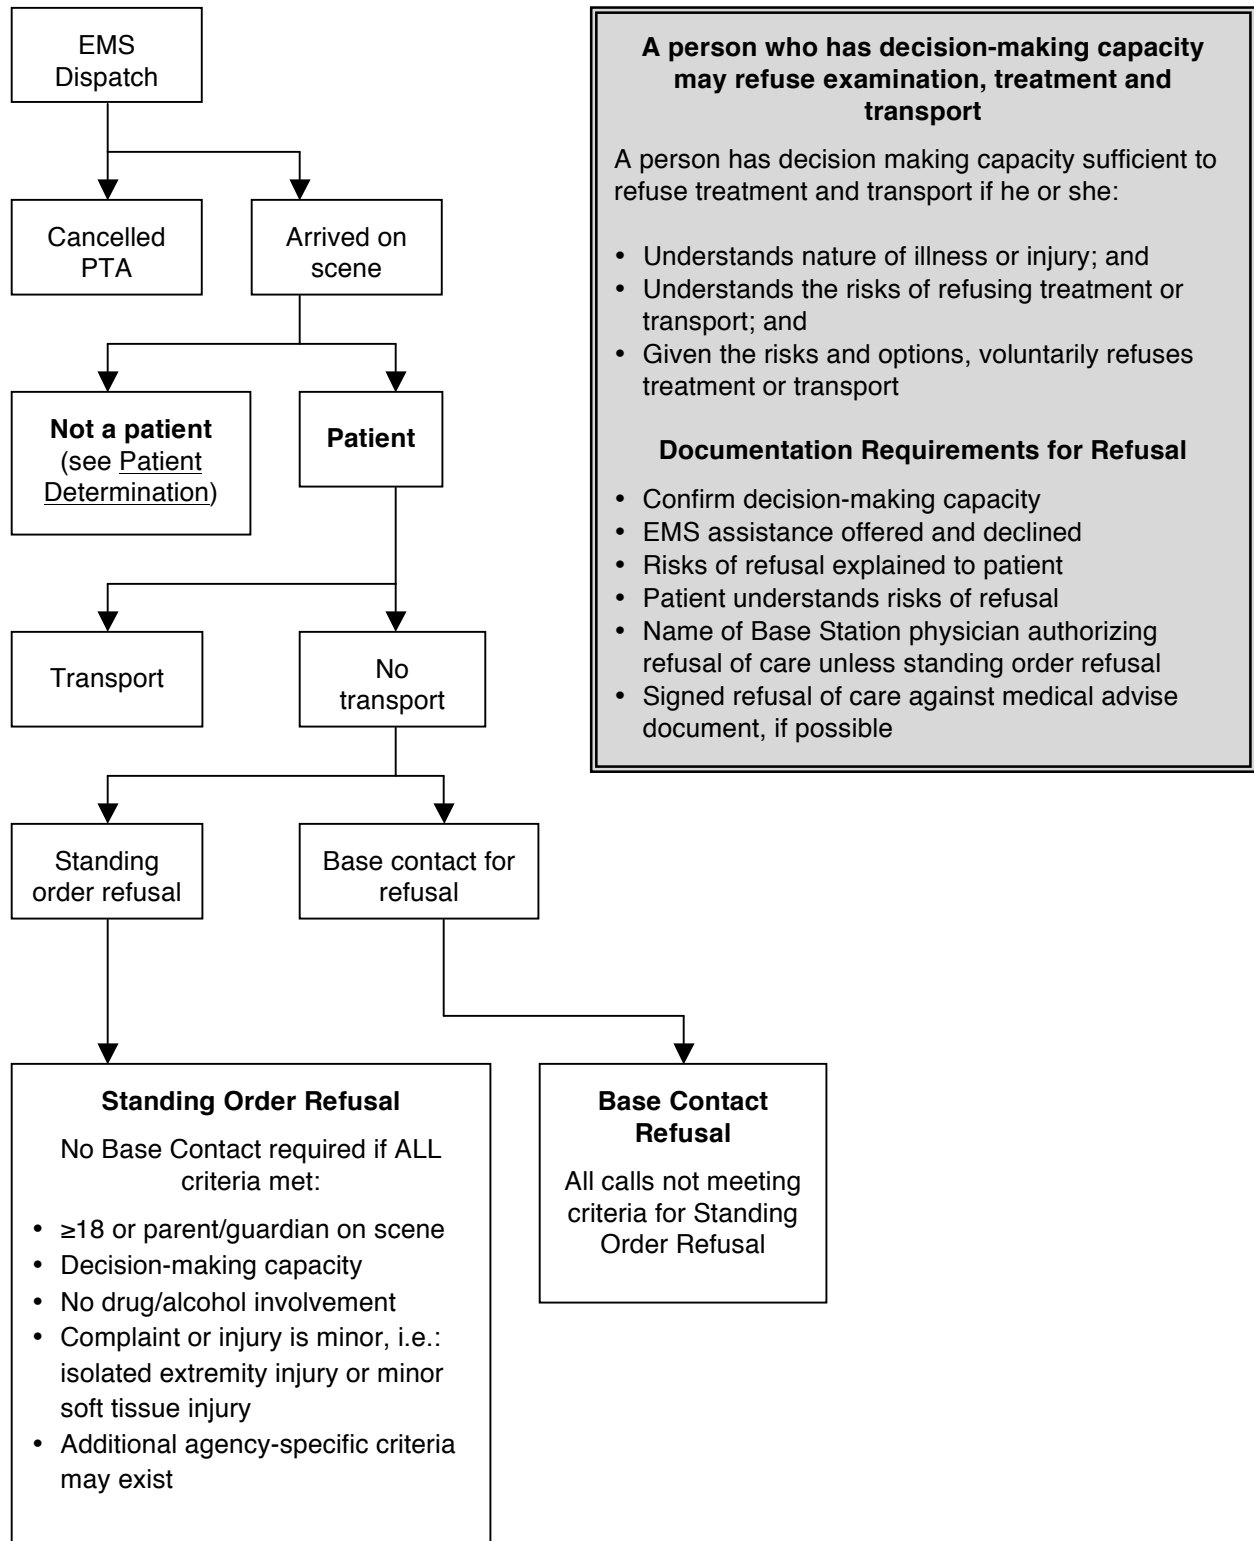 EMS
Dispatch
Cancelled
PTA
Arrived on
scene
Not a patient
(see Patient
Determination)
Patient
Transport
No
transport
Standing
order refusal
Base contact for
refusal
Standing Order Refusal
No Base Contact required if ALL
criteria met:
• ≥18 or parent/guardian on scene
• Decision-making capacity
• No drug/alcohol involvement
• Complaint or injury is minor, i.e.:
isolated extremity injury or minor
soft tissue injury
• Additional agency-specific criteria
may exist
Base Contact
Refusal
All calls not meeting
criteria for Standing
Order Refusal
A person who has decision-making capacity
may refuse examination, treatment and
transport
A person has decision making capacity sufficient to
refuse treatment and transport if he or she:
• Understands nature of illness or injury; and
• Understands the risks of refusing treatment or
transport; and
• Given the risks and options, voluntarily refuses
treatment or transport
Documentation Requirements for Refusal
• Confirm decision-making capacity
• EMS assistance offered and declined
• Risks of refusal explained to patient
• Patient understands risks of refusal
• Name of Base Station physician authorizing
refusal of care unless standing order refusal
• Signed refusal of care against medical advise
document, if possible